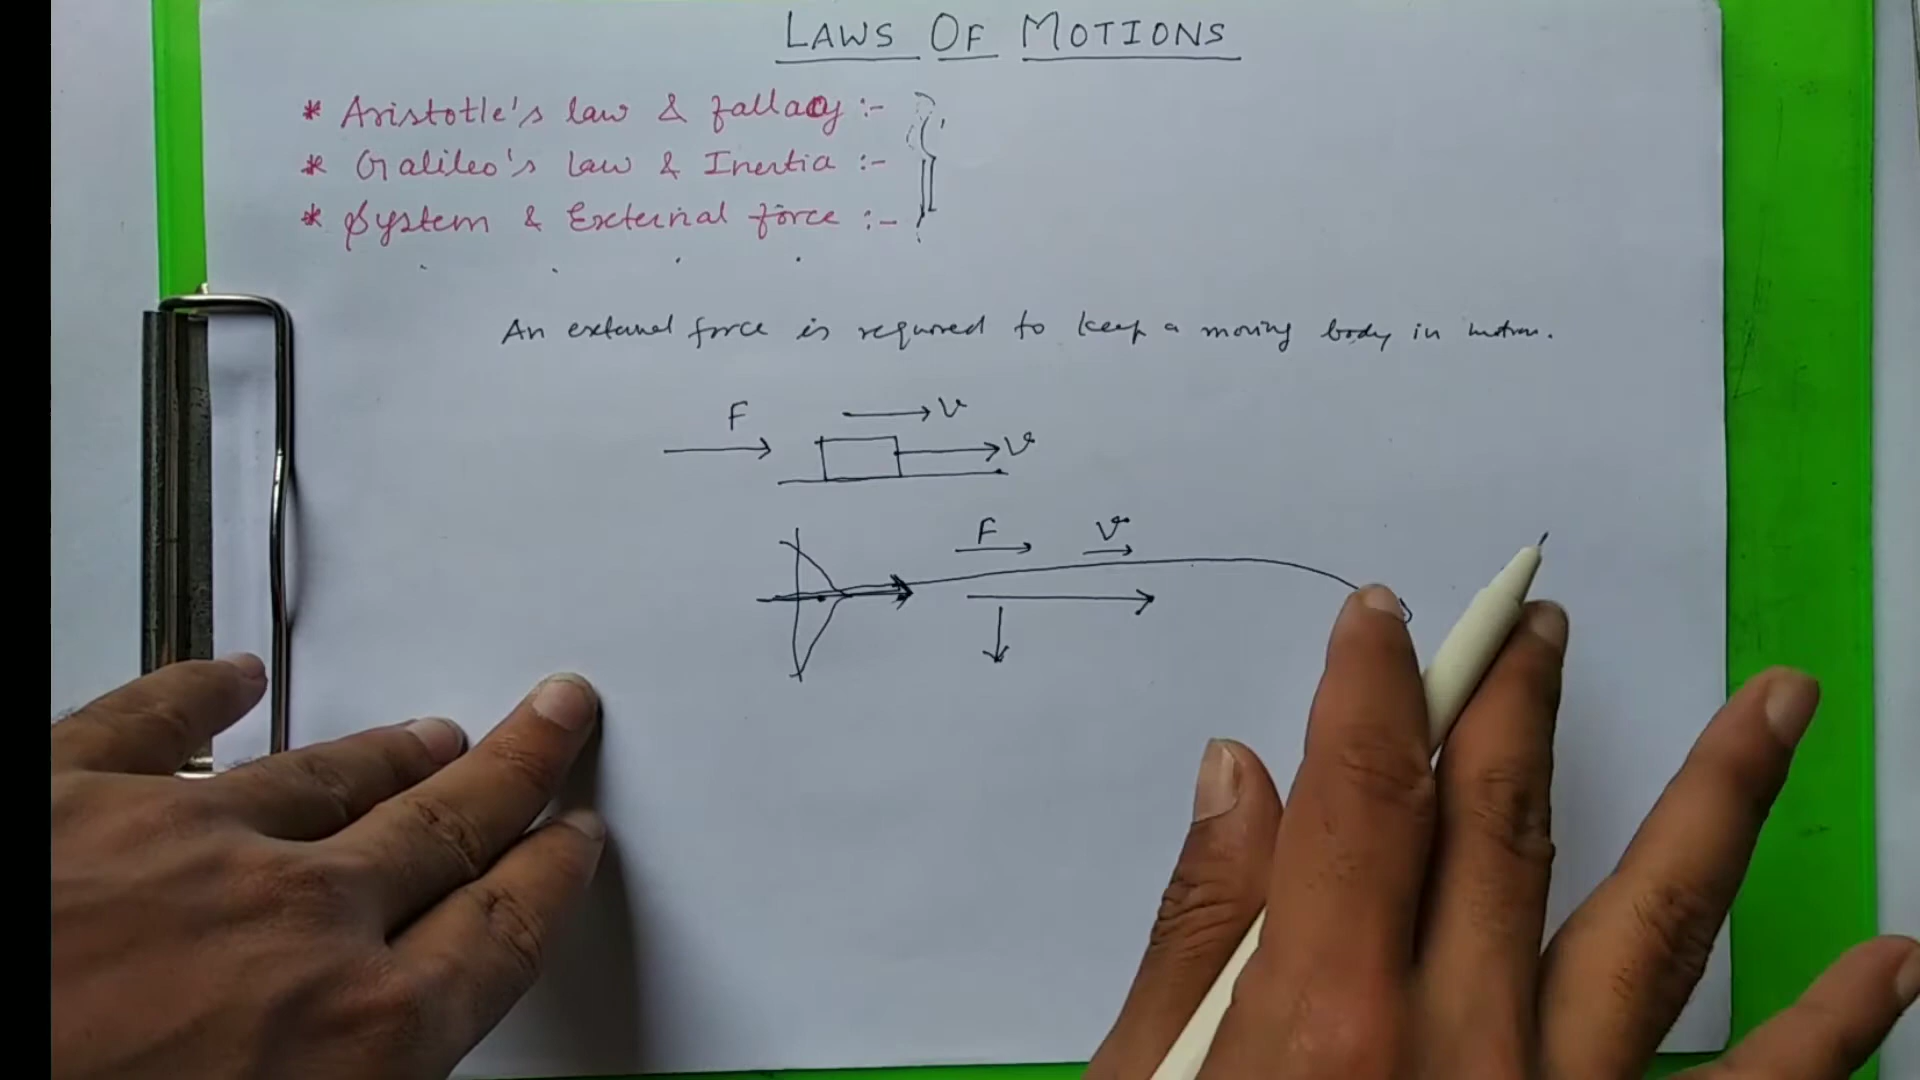 LAWS OF MOTIONS
* Aristotle's law & fallacy :-
* Galileo's Law & Inertia :-
* System & External force :-
An external force is required to keep a moving body in motion.
F
v
v
F
v